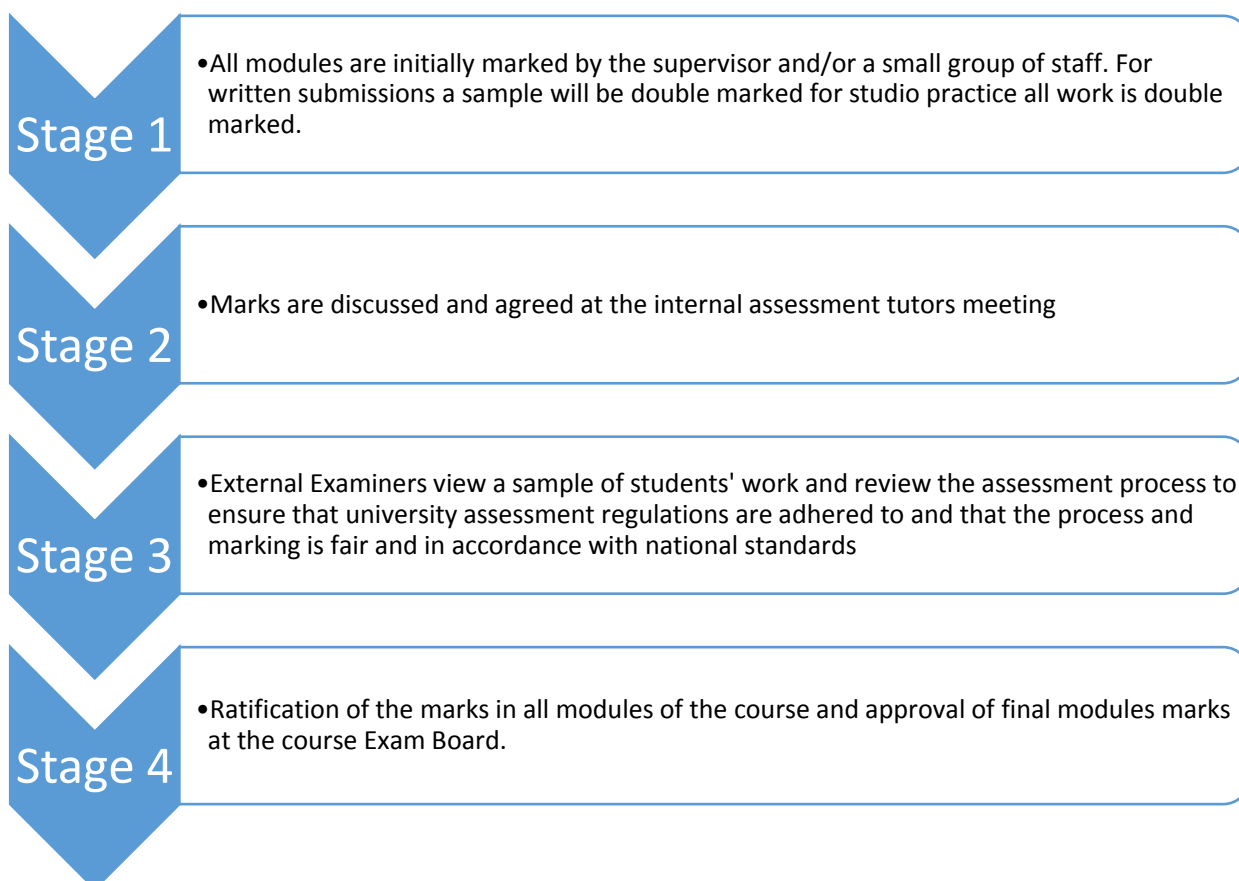 Stage 1
•All modules are initially marked by the supervisor and/or a small group of staff. For
written submissions a sample will be double marked for studio practice all work is double
marked.
Stage 2
•Marks are discussed and agreed at the internal assessment tutors meeting
Stage 3
•External Examiners view a sample of students' work and review the assessment process to
ensure that university assessment regulations are adhered to and that the process and
marking is fair and in accordance with national standards
Stage 4
•Ratification of the marks in all modules of the course and approval of final modules marks
at the course Exam Board.